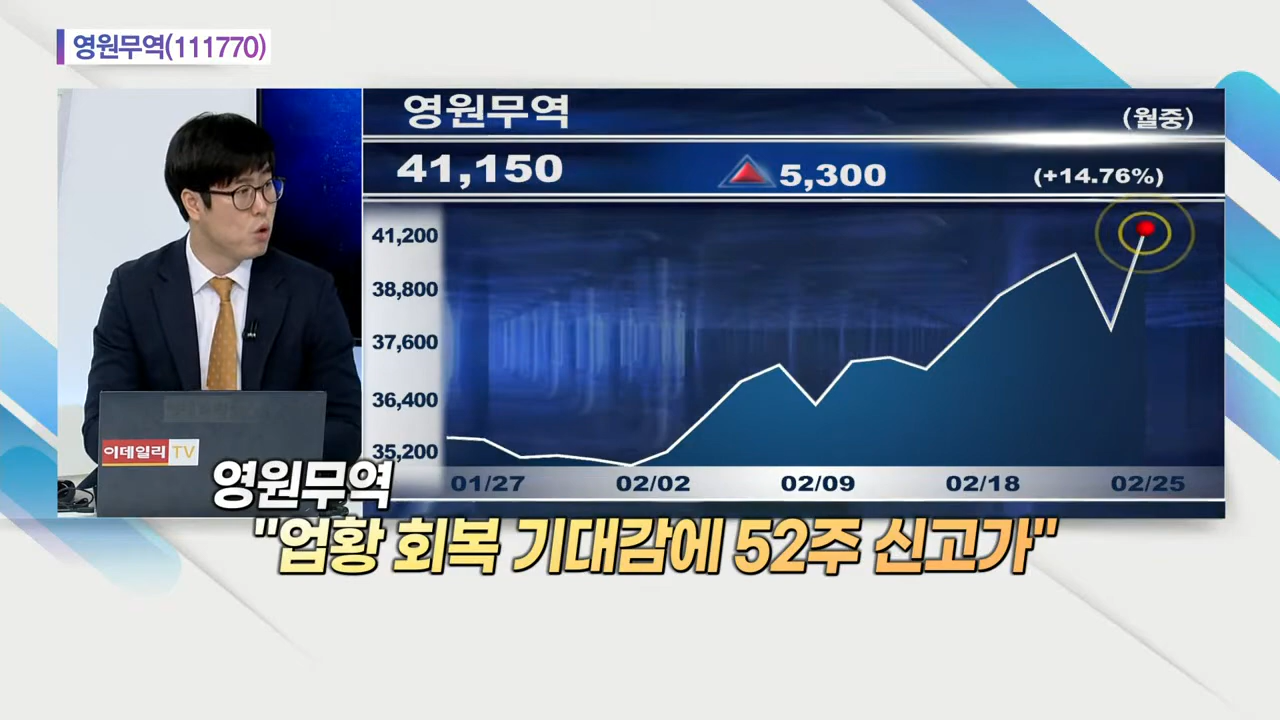 영원무역(111770)
영원무역
(월중)
41,150
5,300
(+14.76%)
41,200
38,800
37,600
36,400
35,200
01/27
02/02
02/09
02/18
02/25
이데일리TV
영원무역
"업황 회복 기대감에 52주 신고가"